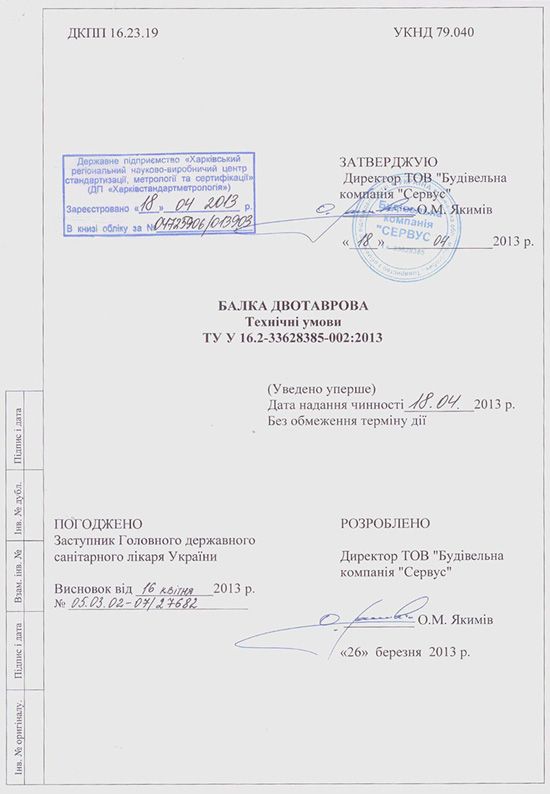 ДКПП 16.23.19
УКНД 79.040
Державне підприємство «Харківський
регіональний науково-виробничий центр
стандартизації, метрології та сертифікації»
(ДП «Харківстандартметрологія»)
Зареєстровано «18» 04 2013 р.
В книзі обліку за № 04725906/013903
ЗАТВЕРДЖУЮ
Директор ТОВ "Будівельна
компанія "Сервус"
О.М. Якимів
« 18 » 04 2013 р.
Будівельна
компанія
"СЕРВУС"
33628385
БАЛКА ДВОТАВРОВА
Технічні умови
ТУ У 16.2-33628385-002:2013
(Уведено уперше)
Дата надання чинності 18.04. 2013 р.
Без обмеження терміну дії
ПОГОДЖЕНО
Заступник Головного державного
санітарного лікаря України
Висновок від 16 квітня 2013 р.
№ 05.03.02-07/27682
РОЗРОБЛЕНО
Директор ТОВ "Будівельна
компанія "Сервус"
О.М. Якимів
«26» березня 2013 р.
Підпис і дата
Інв. № дубл.
Взам. інв. №
Підпис і дата
Інв. № оригіналу.